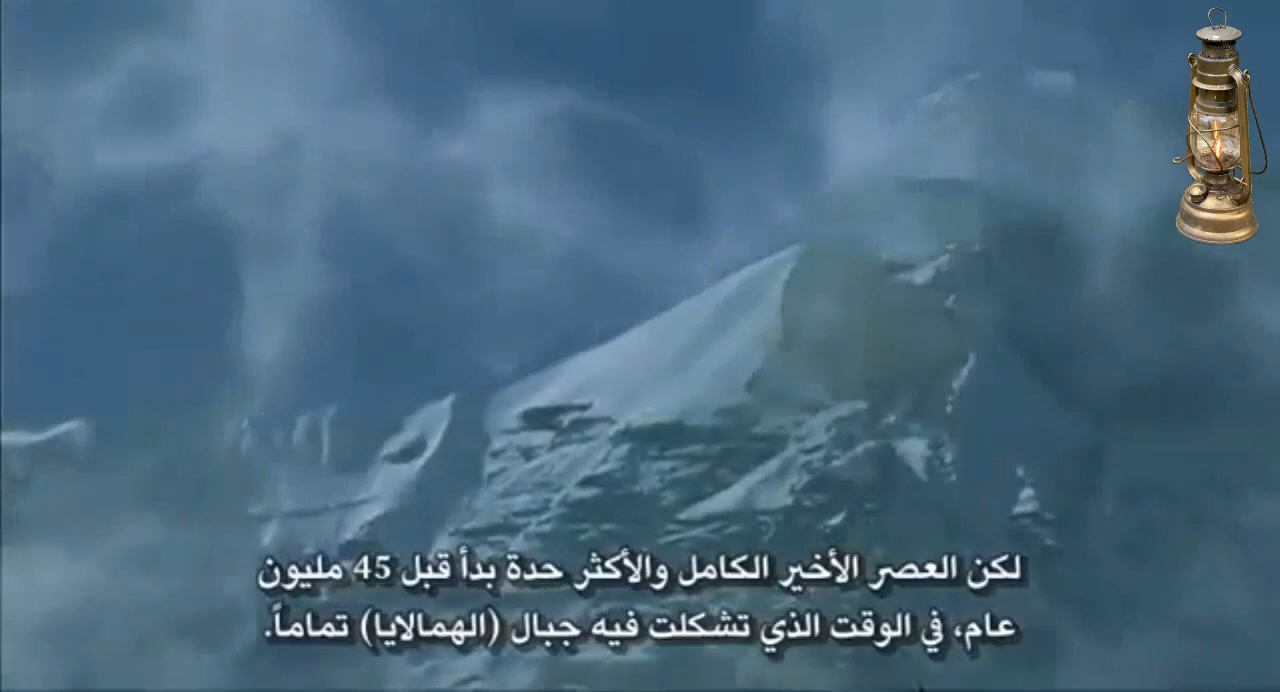 لكن العصر الأخير الكامل والأكثر حدة بدأ قبل 45 مليون
عام، في الوقت الذي تشكلت فيه جبال (الهمالايا) تماماً.